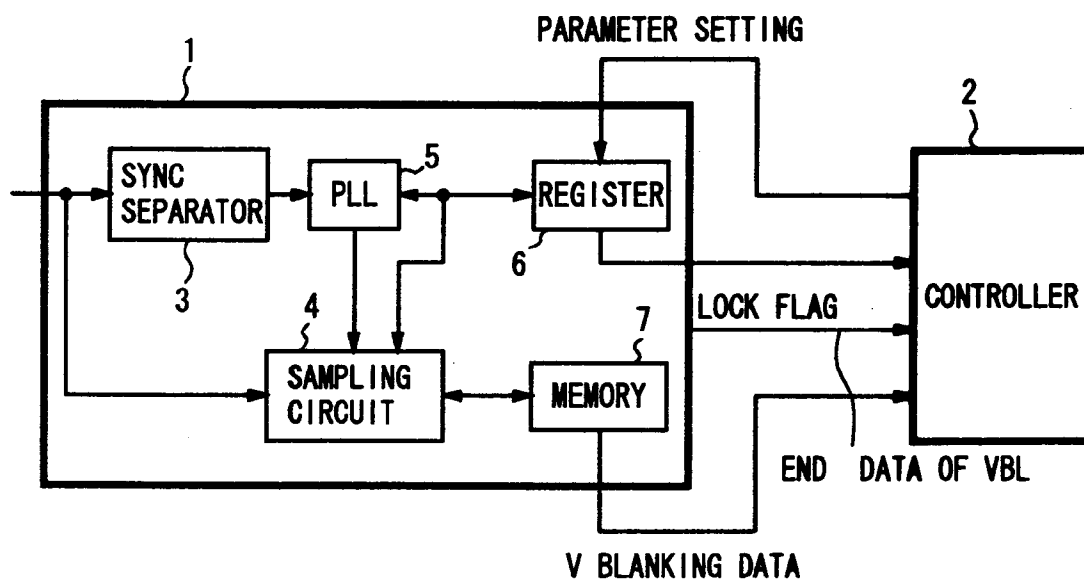 PARAMETER SETTING
1
2
SYNC
SEPARATOR
3
PLL
5
REGISTER
6
CONTROLLER
LOCK FLAG
4
SAMPLING
CIRCUIT
7
MEMORY
END DATA OF VBL
V BLANKING DATA